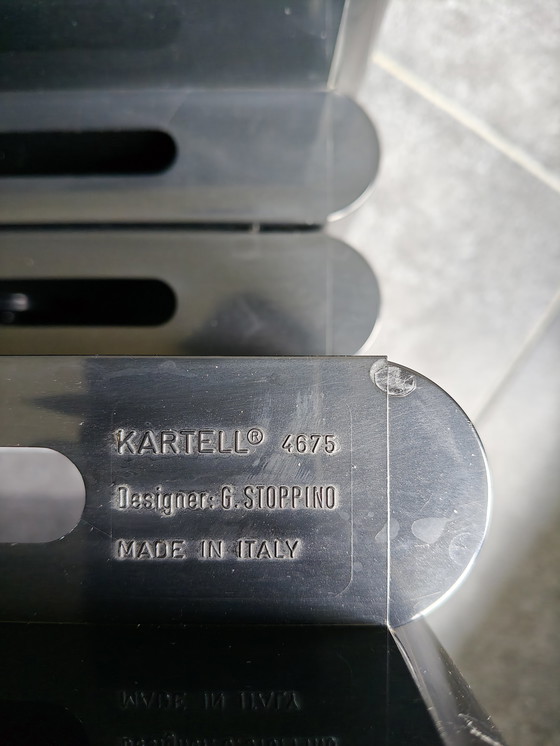 KARTELL® 4675
Designer: G. STOPPINO
MADE IN ITALY